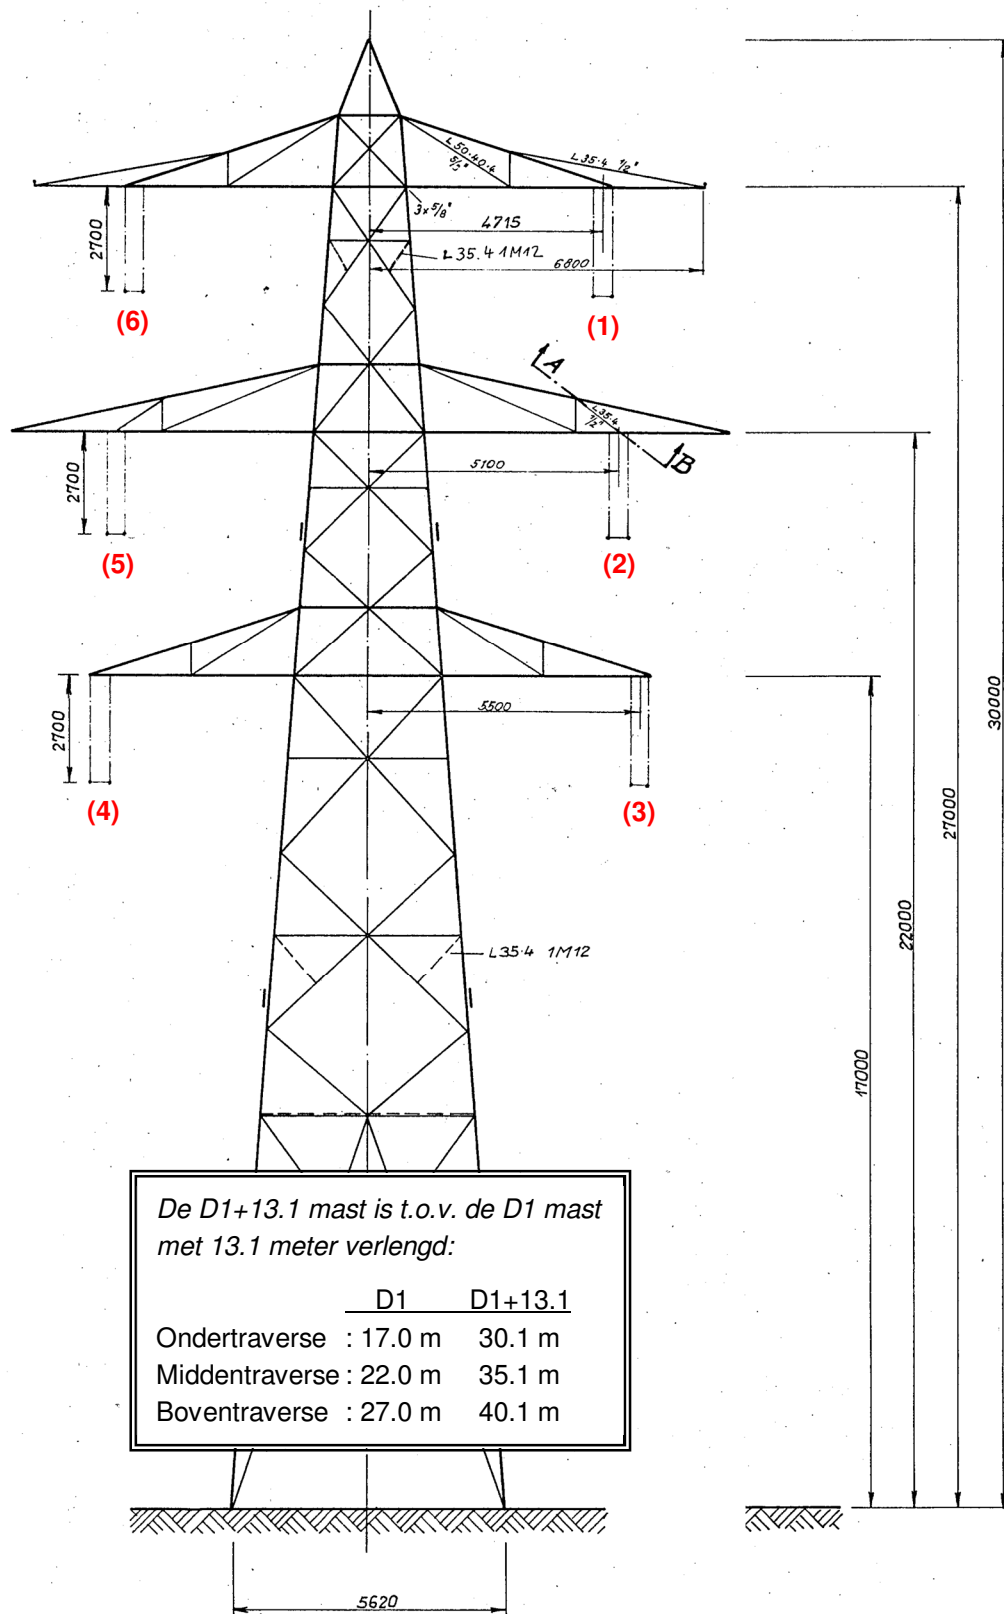 L50·40·4
5/8"
L35·4 1/2"
3x5/8"
4715
2700
L35.4 1M12
6800
(6)
(1)
A
L35·4
1/2"
B
5100
2700
(5)
(2)
30000
5500
2700
(4)
(3)
27000
22000
L35·4 1M12
17000
De D1+13.1 mast is t.o.v. de D1 mast
met 13.1 meter verlengd:
D1 D1+13.1
Ondertraverse : 17.0 m 30.1 m
Middentraverse : 22.0 m 35.1 m
Boventraverse : 27.0 m 40.1 m
5620